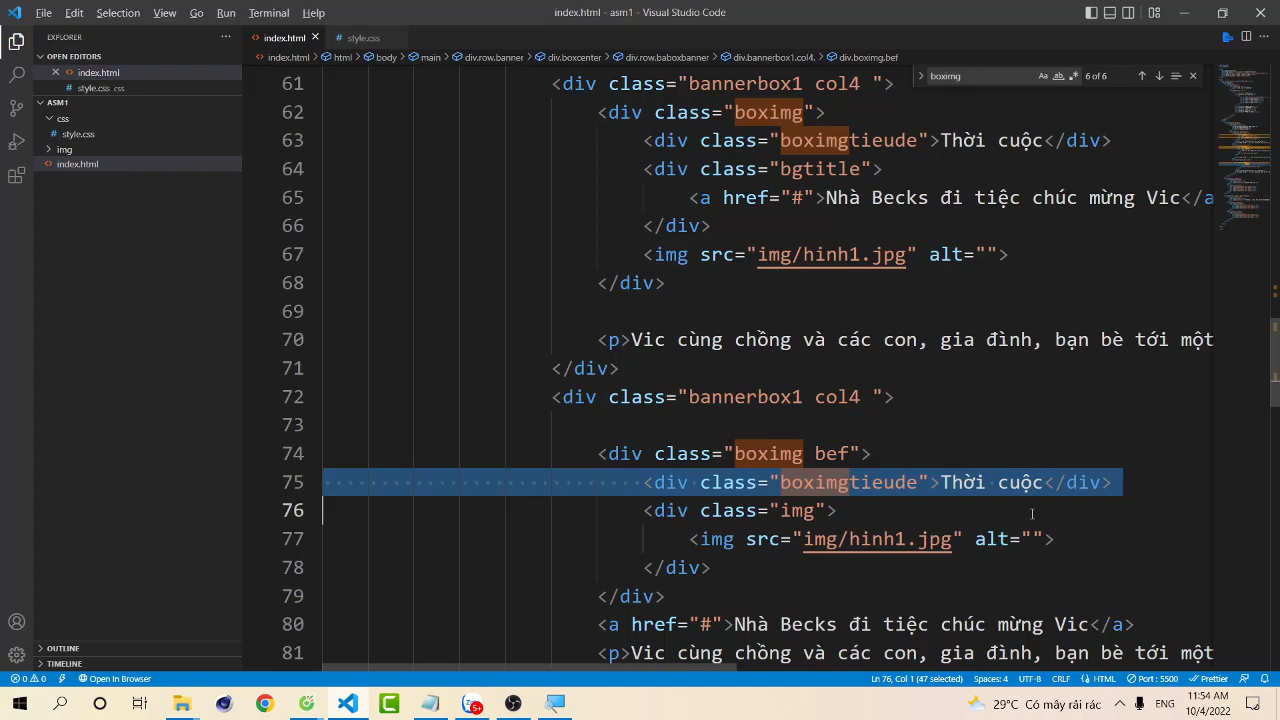 File Edit Selection View Go Run Terminal Help
index.html - asm1 - Visual Studio Code
EXPLORER
OPEN EDITORS
index.html
style.css css
ASM1
css
style.css
img
index.html
OUTLINE
TIMELINE
index.html
style.css
index.html > html > body > main > div.row.banner > div.boxcenter > div.row.baboxbanner > div.bannerbox1.col4. > div.boximg.bef
boximg
6 of 6
61 <div class="bannerbox1 col4 ">
62 <div class="boximg">
63 <div class="boximgtieude">Thời cuộc</div>
64 <div class="bgtitle">
65 <a href="#">Nhà Becks đi tiệc chúc mừng Vic</a
66 </div>
67 <img src="img/hinh1.jpg" alt="">
68 </div>
69
70 <p>Vic cùng chồng và các con, gia đình, bạn bè tới một
71 </div>
72 <div class="bannerbox1 col4 ">
73
74 <div class="boximg bef">
75 <div class="boximgtieude">Thời cuộc</div>
76 <div class="img">
77 <img src="img/hinh1.jpg" alt="">
78 </div>
79 </div>
80 <a href="#">Nhà Becks đi tiệc chúc mừng Vic</a>
81 <p>Vic cùng chồng và các con, gia đình, bạn bè tới một
0 0 Open In Browser
Ln 76, Col 1 (47 selected) Spaces: 4 UTF-8 CRLF HTML Port : 5500 Prettier
5+
29°C Có mây rải rá...
11:54 AM
10/4/2022